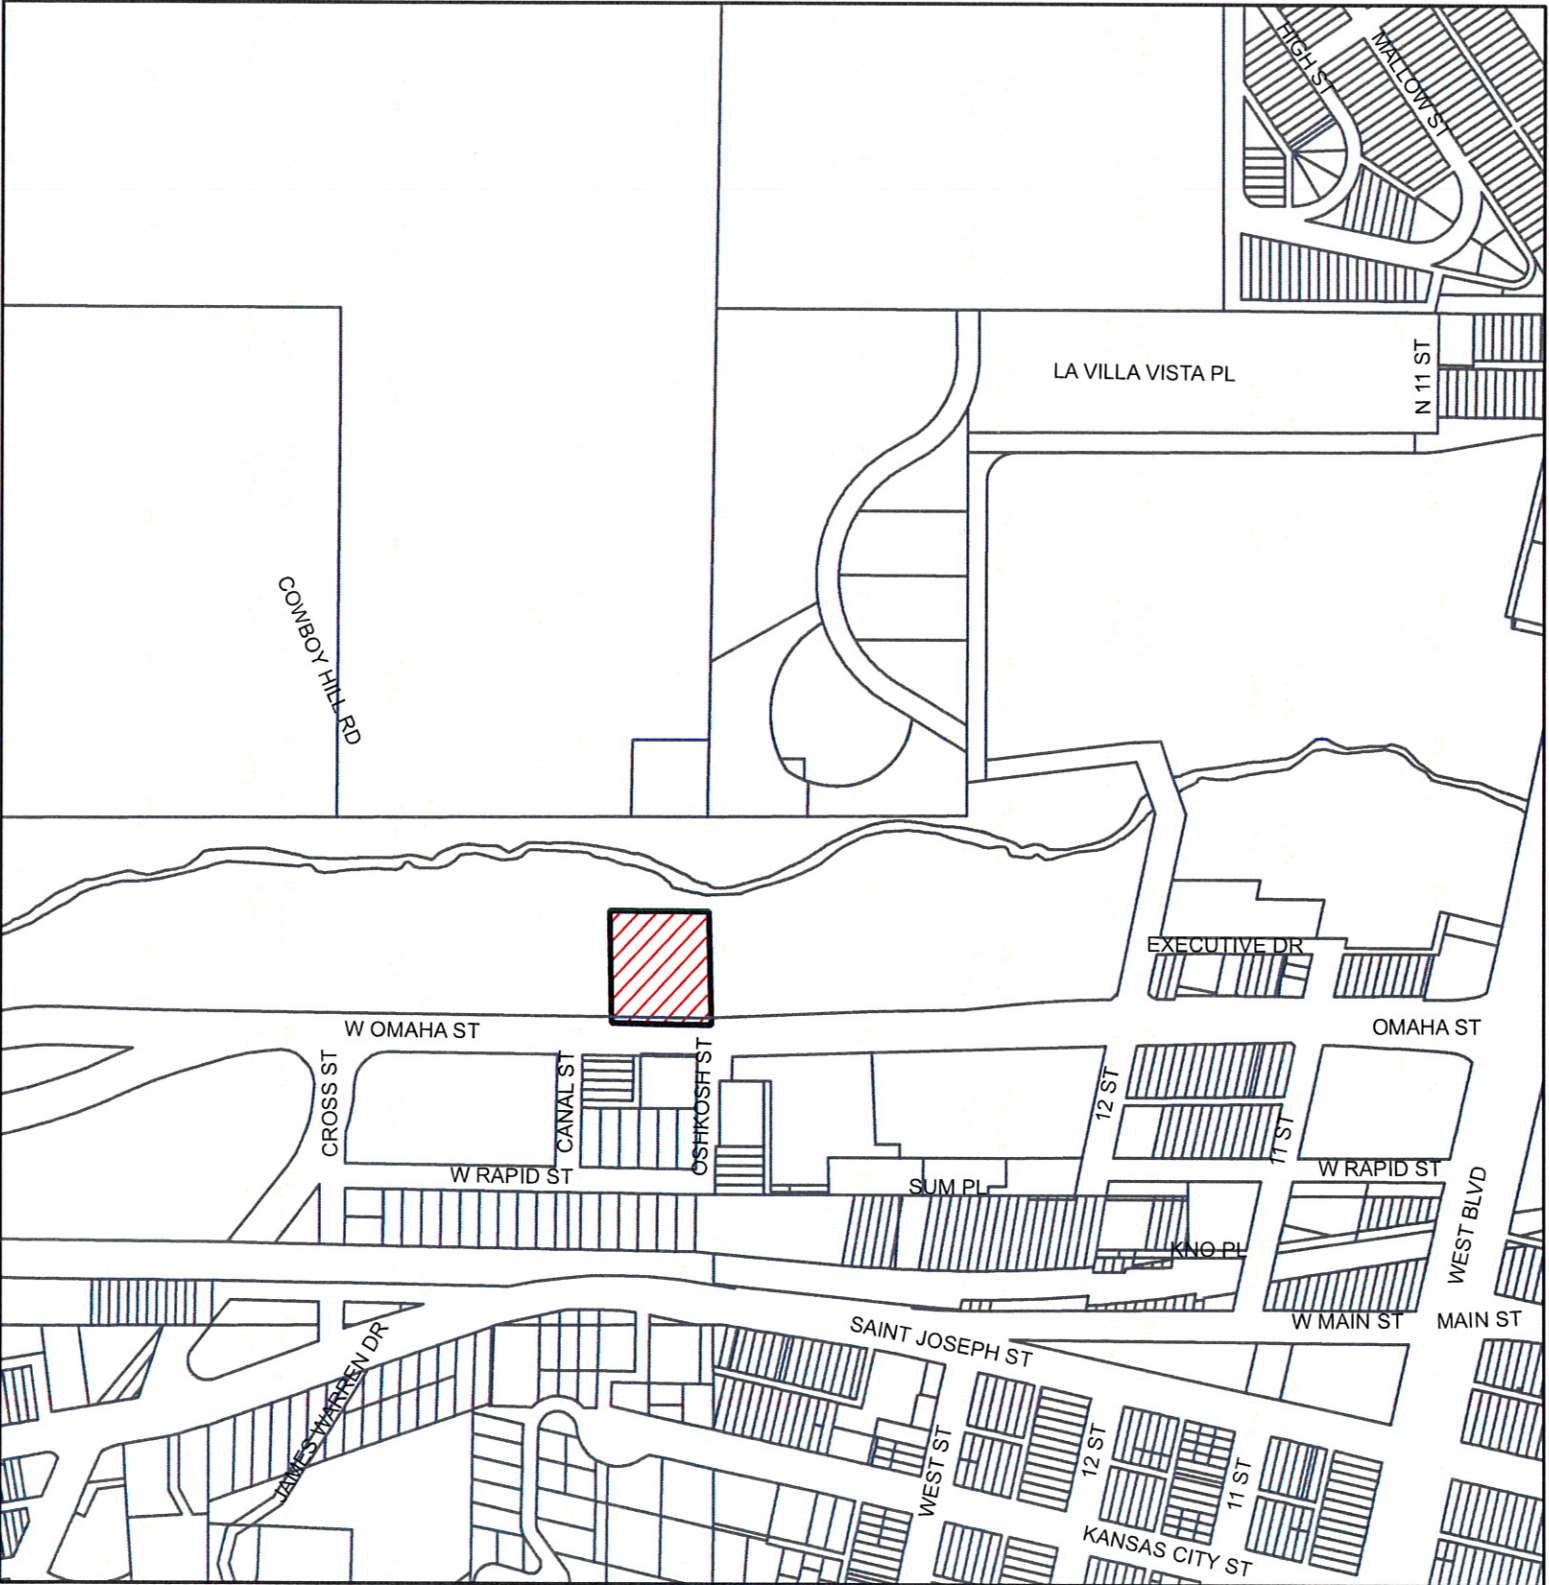 HIGH ST
MALLOW ST
LA VILLA VISTA PL
N 11 ST
COWBOY HILL RD
EXECUTIVE DR
W OMAHA ST
OMAHA ST
CROSS ST
CANAL ST
OSHKOSH ST
12 ST
11 ST
W RAPID ST
W RAPID ST
SUM PL
WEST BLVD
KNO PL
W MAIN ST
MAIN ST
SAINT JOSEPH ST
JAMES WARREN DR
WEST ST
12 ST
11 ST
KANSAS CITY ST